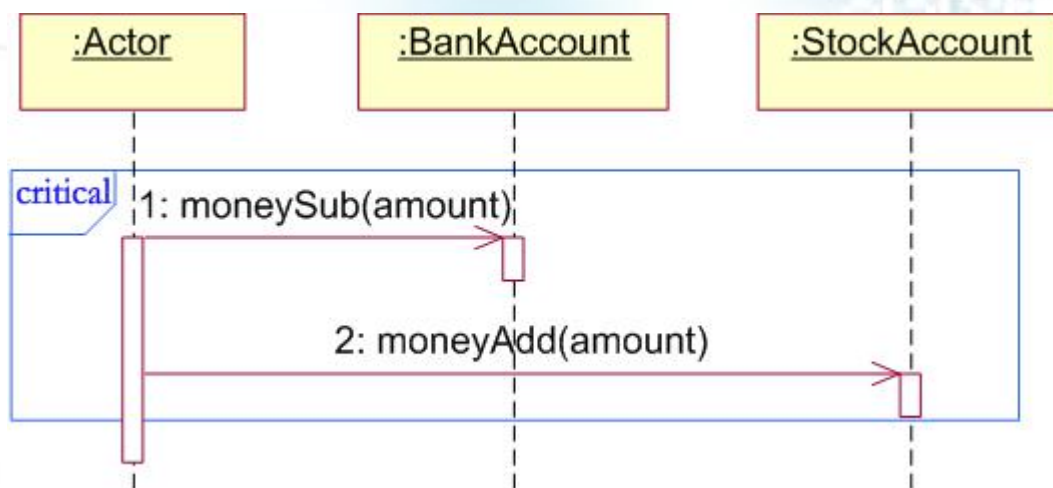 :Actor
:BankAccount
:StockAccount
critical
1: moneySub(amount)
2: moneyAdd(amount)